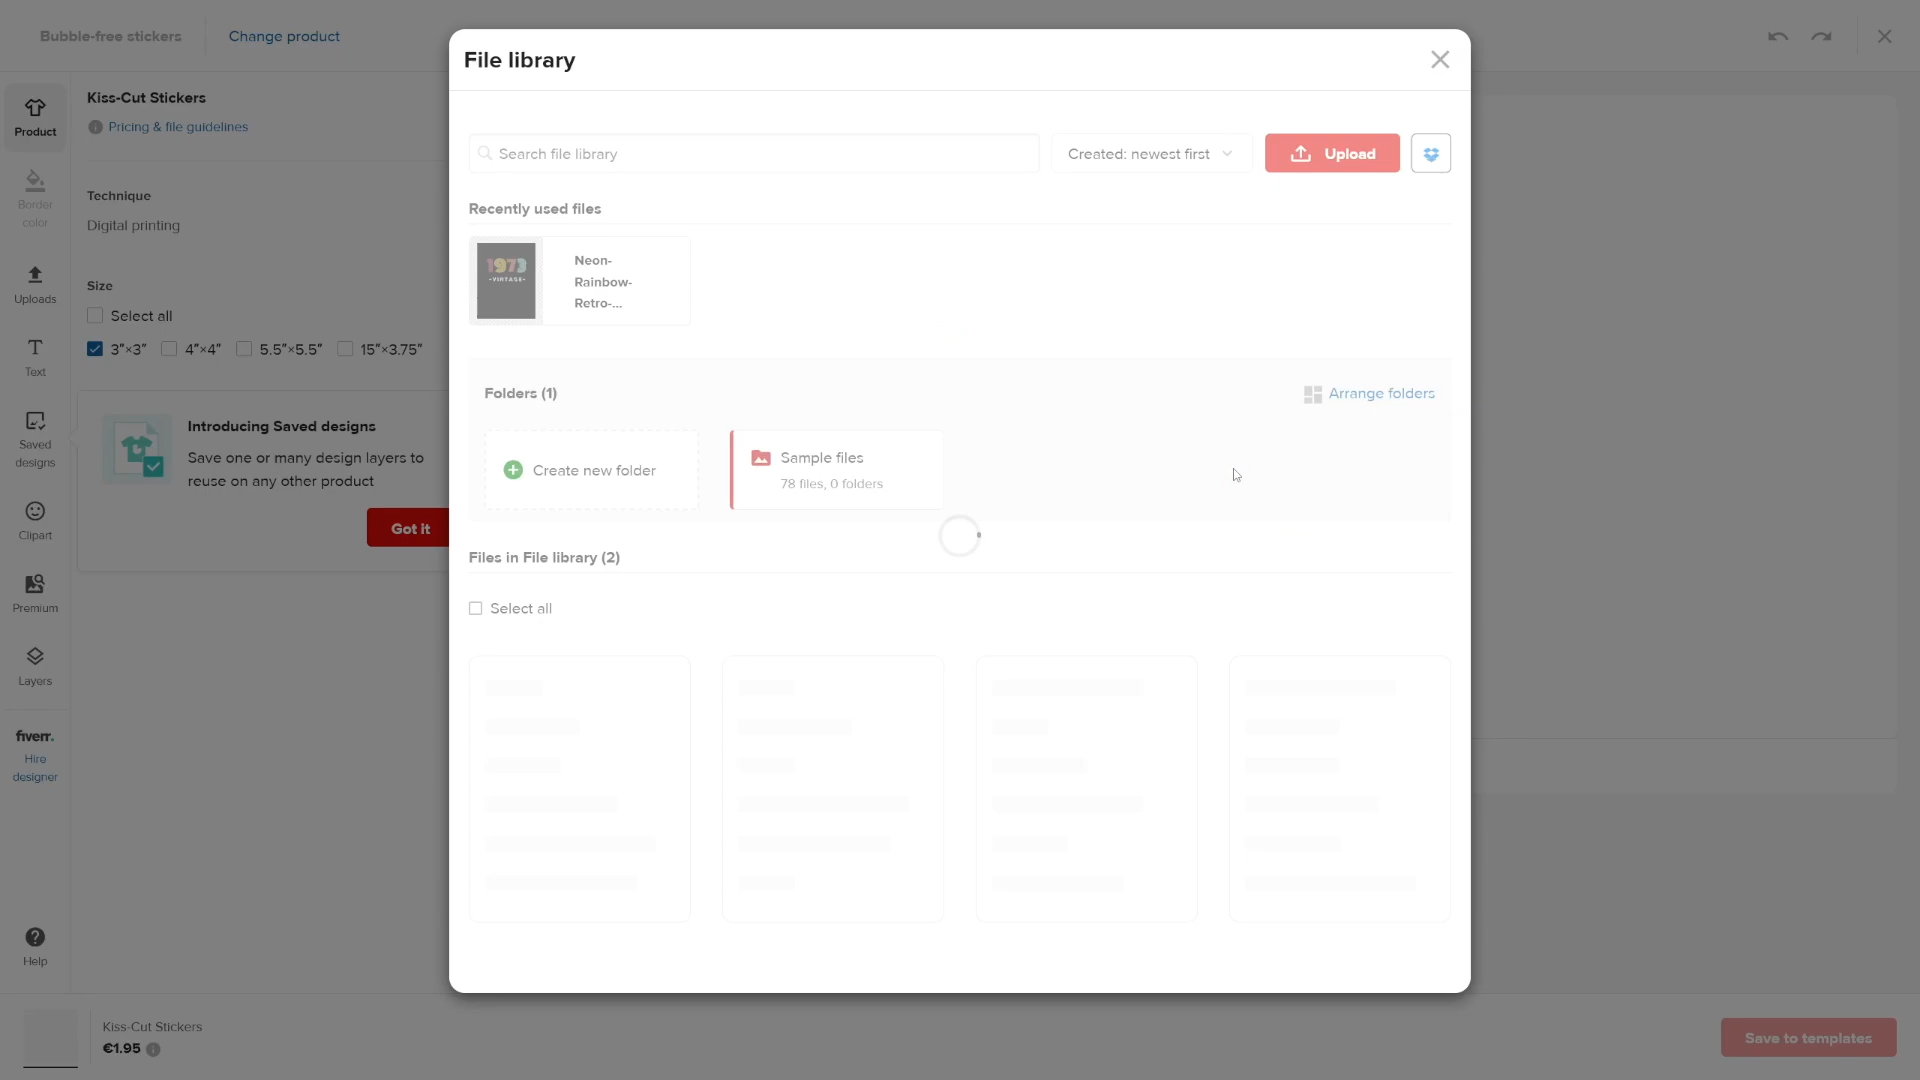 Bubble-free stickers
Change product
File library
Product
Kiss-Cut Stickers
Pricing & file guidelines
Border
color
Technique
Digital printing
Search file library
Created: newest first
Upload
Recently used files
1973
-VINTAGE-
Neon-
Rainbow-
Retro-...
Uploads
Size
Select all
3″×3″
4″×4″
5.5″×5.5″
15″×3.75″
Text
Folders (1)
Arrange folders
Saved
designs
Introducing Saved designs
Save one or many design layers to
reuse on any other product
Got it
Create new folder
Sample files
78 files, 0 folders
Clipart
Files in File library (2)
Select all
Premium
Layers
fiverr.
Hire
designer
Help
Kiss-Cut Stickers
€1.95
Save to templates